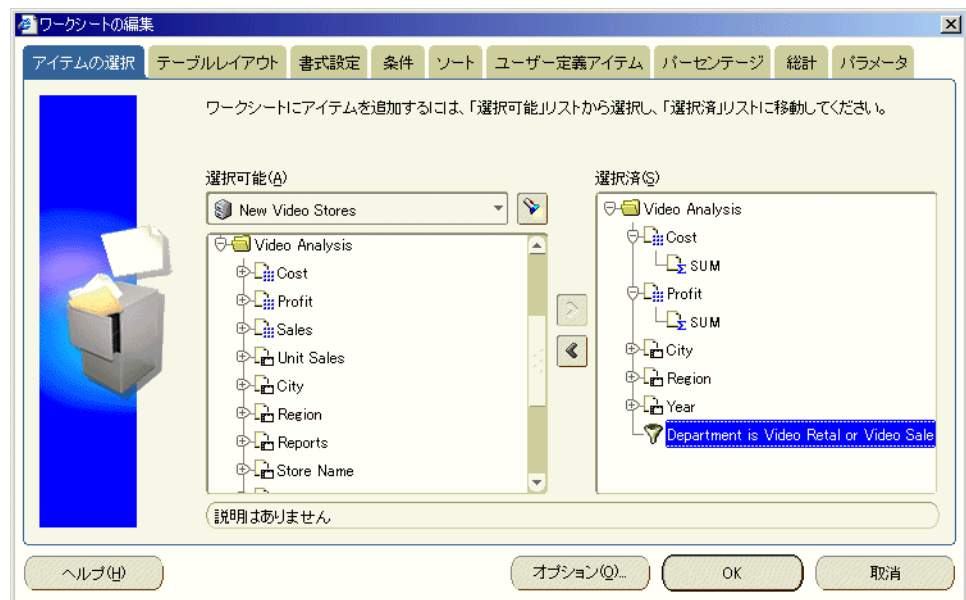 ワークシートの編集
アイテムの選択 テーブルレイアウト 書式設定 条件 ソート ユーザー定義アイテム パーセンテージ 総計 パラメータ
ワークシートにアイテムを追加するには、「選択可能」リストから選択し、「選択済」リストに移動してください。
選択可能(A)
New Video Stores
Video Analysis
Cost
Profit
Sales
Unit Sales
City
Region
Reports
Store Name
選択済(S)
Video Analysis
Cost
SUM
Profit
SUM
City
Region
Year
Department is Video Retal or Video Sale
説明はありません
ヘルプ(H) オプション(O)... OK 取消